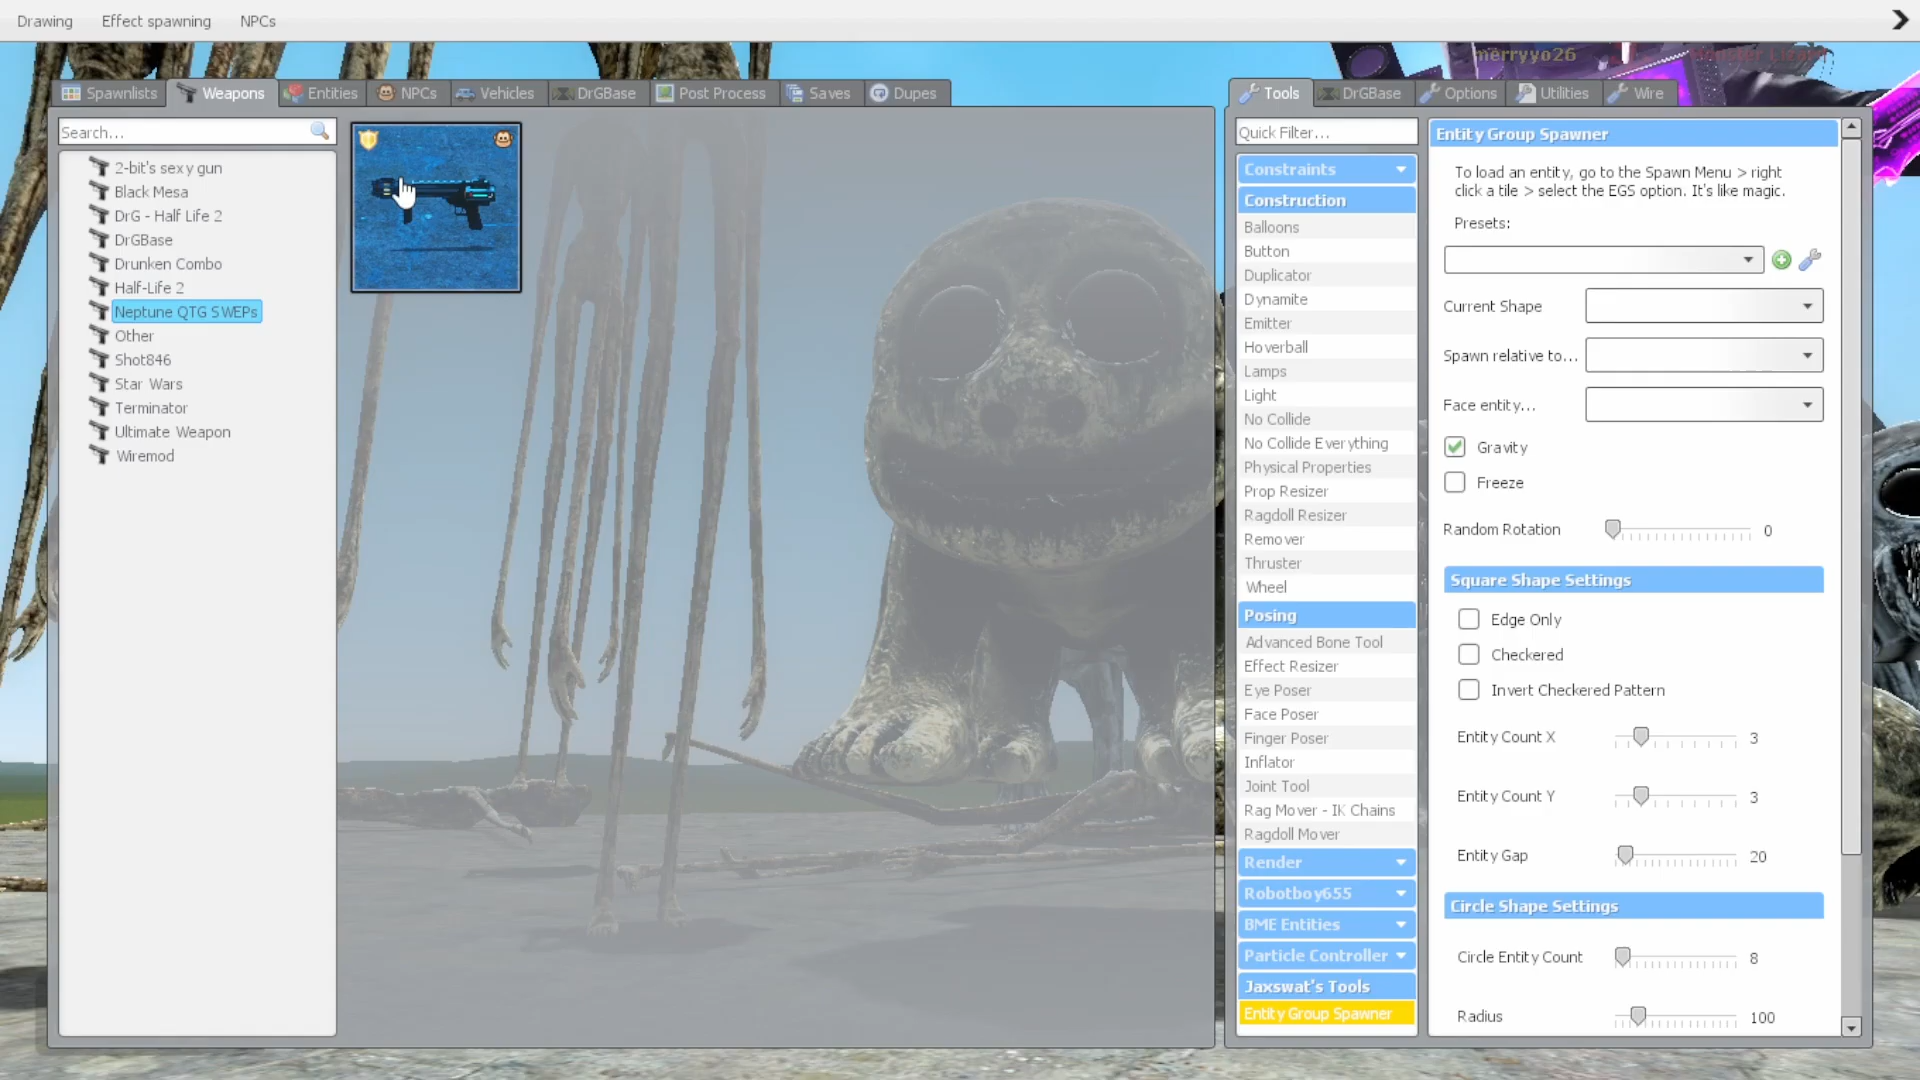 Drawing Effect spawning NPCs
merryyo26
Spawnlists Weapons Entities NPCs Vehicles DrGBase Post Process Saves Dupes
Search...
2-bit's sexy gun
Black Mesa
DrG - Half Life 2
DrGBase
Drunken Combo
Half-Life 2
Neptune QTG SWEPs
Other
Shot846
Star Wars
Terminator
Ultimate Weapon
Wiremod
Tools DrGBase Options Utilities Wire
Quick Filter...
Constraints
Construction
Balloons
Button
Duplicator
Dynamite
Emitter
Hoverball
Lamps
Light
No Collide
No Collide Everything
Physical Properties
Prop Resizer
Ragdoll Resizer
Remover
Thruster
Wheel
Posing
Advanced Bone Tool
Effect Resizer
Eye Poser
Face Poser
Finger Poser
Inflator
Joint Tool
Rag Mover - IK Chains
Ragdoll Mover
Render
Robotboy655
BME Entities
Particle Controller
Jaxswat's Tools
Entity Group Spawner
Entity Group Spawner
To load an entity, go to the Spawn Menu > right
click a tile > select the EGS option. It's like magic.
Presets:
Current Shape
Spawn relative to...
Face entity...
Gravity
Freeze
Random Rotation 0
Square Shape Settings
Edge Only
Checkered
Invert Checkered Pattern
Entity Count X 3
Entity Count Y 3
Entity Gap 20
Circle Shape Settings
Circle Entity Count 8
Radius 100